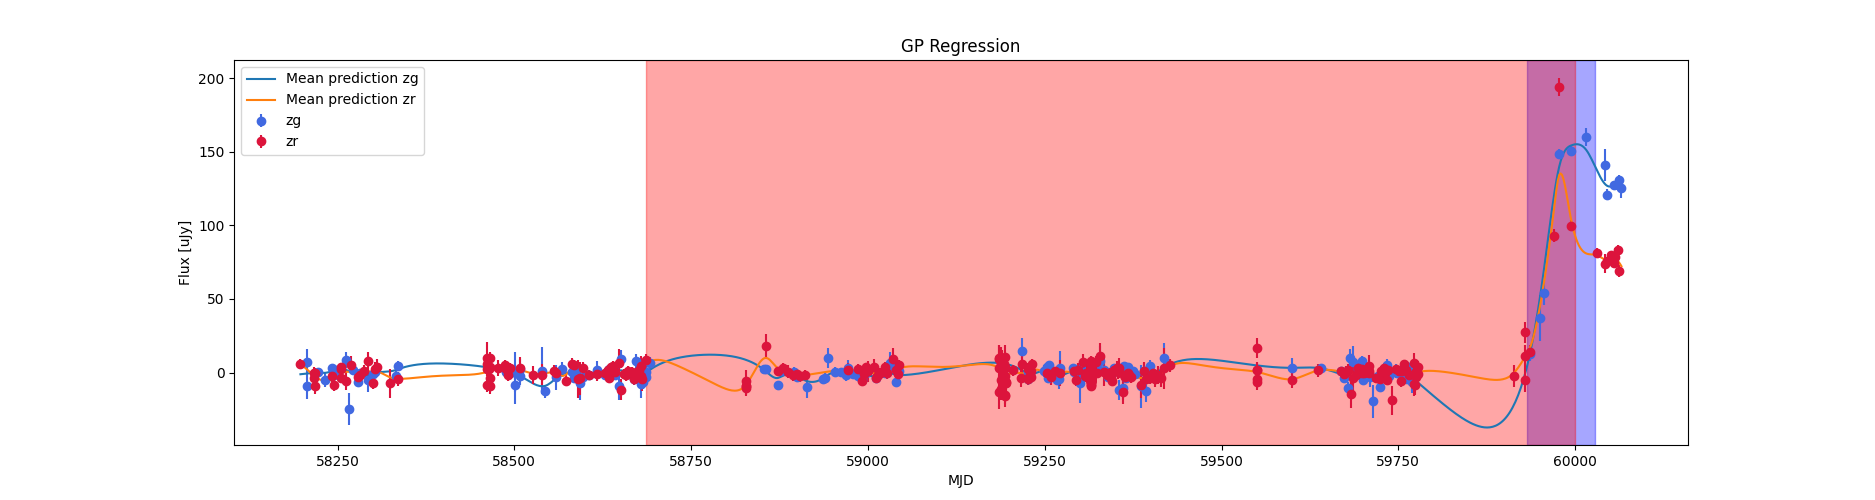 GP Regression
Mean prediction zg
Mean prediction zr
zg
zr
Flux [uJy]
200
150
100
50
0
58250 58500 58750 59000 59250 59500 59750 60000
MJD